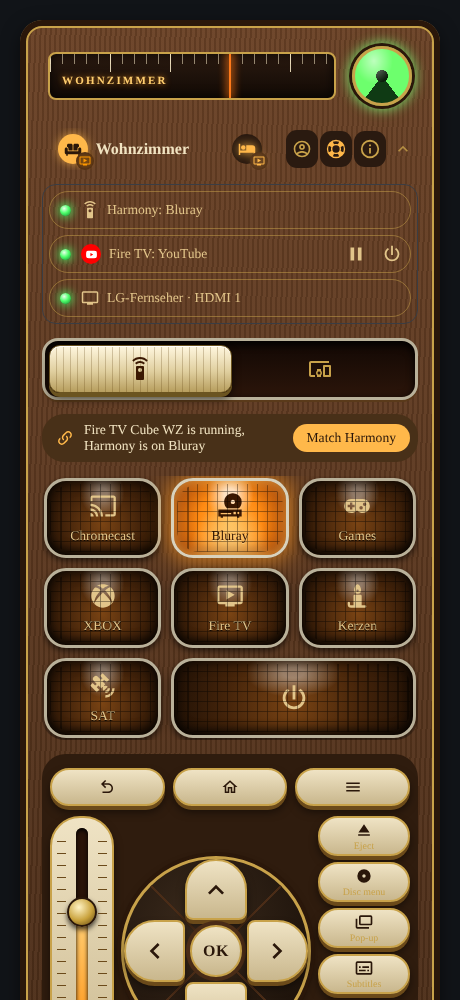 WOHNZIMMER
Wohnzimmer
Harmony: Bluray
Fire TV: YouTube
LG-Fernseher · HDMI 1
Fire TV Cube WZ is running,
Harmony is on Bluray
Match Harmony
Chromecast
Bluray
Games
XBOX
Fire TV
Kerzen
SAT
Eject
Disc menu
Pop-up
OK
Subtitles